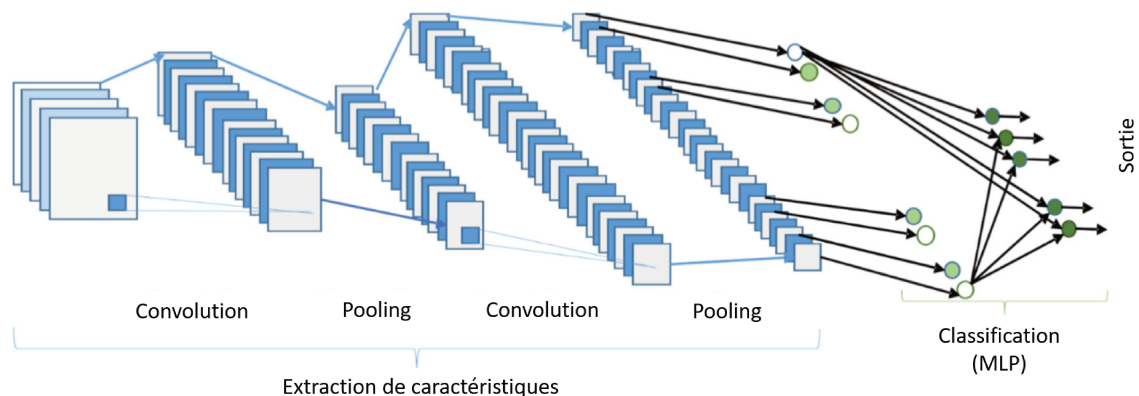 Convolution
Pooling
Convolution
Pooling
Extraction de caractéristiques
Classification
(MLP)
Sortie